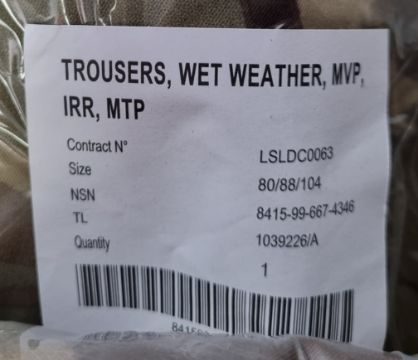 TROUSERS, WET WEATHER, MVP,
IRR, MTP
Contract N° LSLDC0063
Size 80/88/104
NSN 8415-99-667-4346
TL 1039226/A
Quantity 1